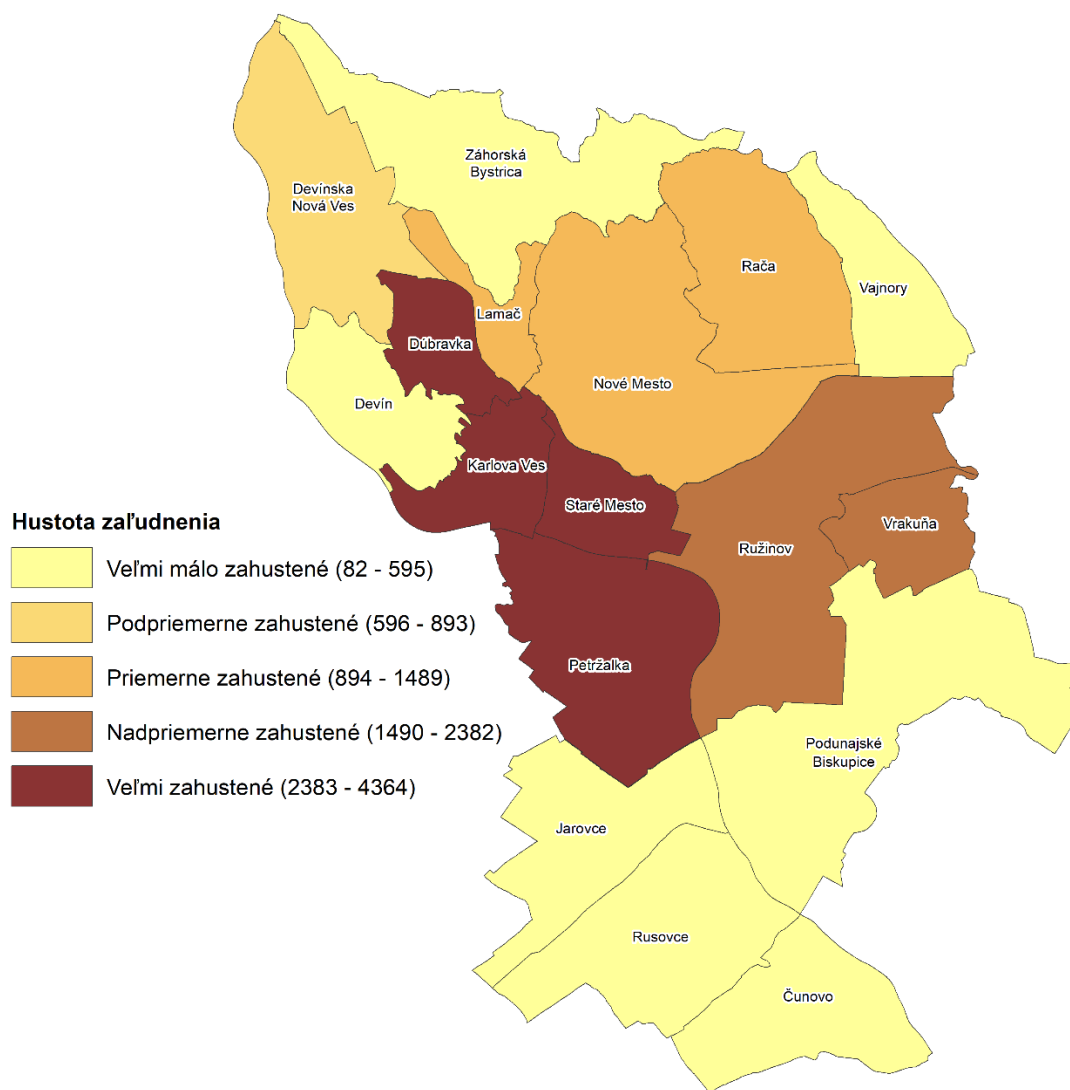 Záhorská
Bystrica
Devínska
Nová Ves
Rača
Vajnory
Lamač
Dúbravka
Nové Mesto
Devín
Karlova Ves
Staré Mesto
Vrakuňa
Ružinov
Petržalka
Podunajské
Biskupice
Jarovce
Rusovce
Čunovo
Hustota zaľudnenia
Veľmi málo zahustené (82 - 595)
Podpriemerne zahustené (596 - 893)
Priemerne zahustené (894 - 1489)
Nadpriemerne zahustené (1490 - 2382)
Veľmi zahustené (2383 - 4364)